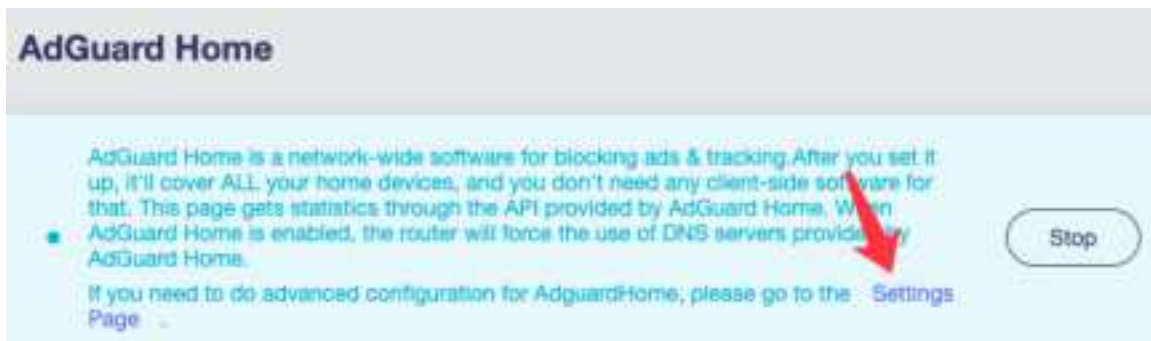 AdGuard Home
AdGuard Home is a network-wide software for blocking ads & tracking.After you set it
up, it'll cover ALL your home devices, and you don't need any client-side software for
that. This page gets statistics through the API provided by AdGuard Home. When
AdGuard Home is enabled, the router will force the use of DNS servers provided by
AdGuard Home.
If you need to do advanced configuration for AdguardHome, please go to the Settings
Page .
Stop